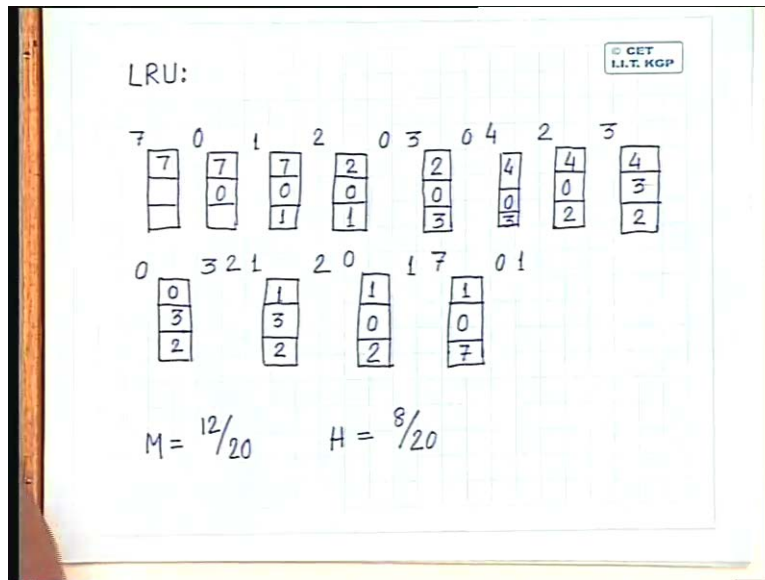 © CET
I.I.T. KGP
LRU:
7 0 1 2 0 3 0 4 2 3
7 7 7 2 2 4 4 4
0 0 0 0 0 0 3
1 1 3 3 2 2
0 3 2 1 2 0 1 7 0 1
0 1 1 1
3 3 0 0
2 2 2 7
M = 12/20 H = 8/20